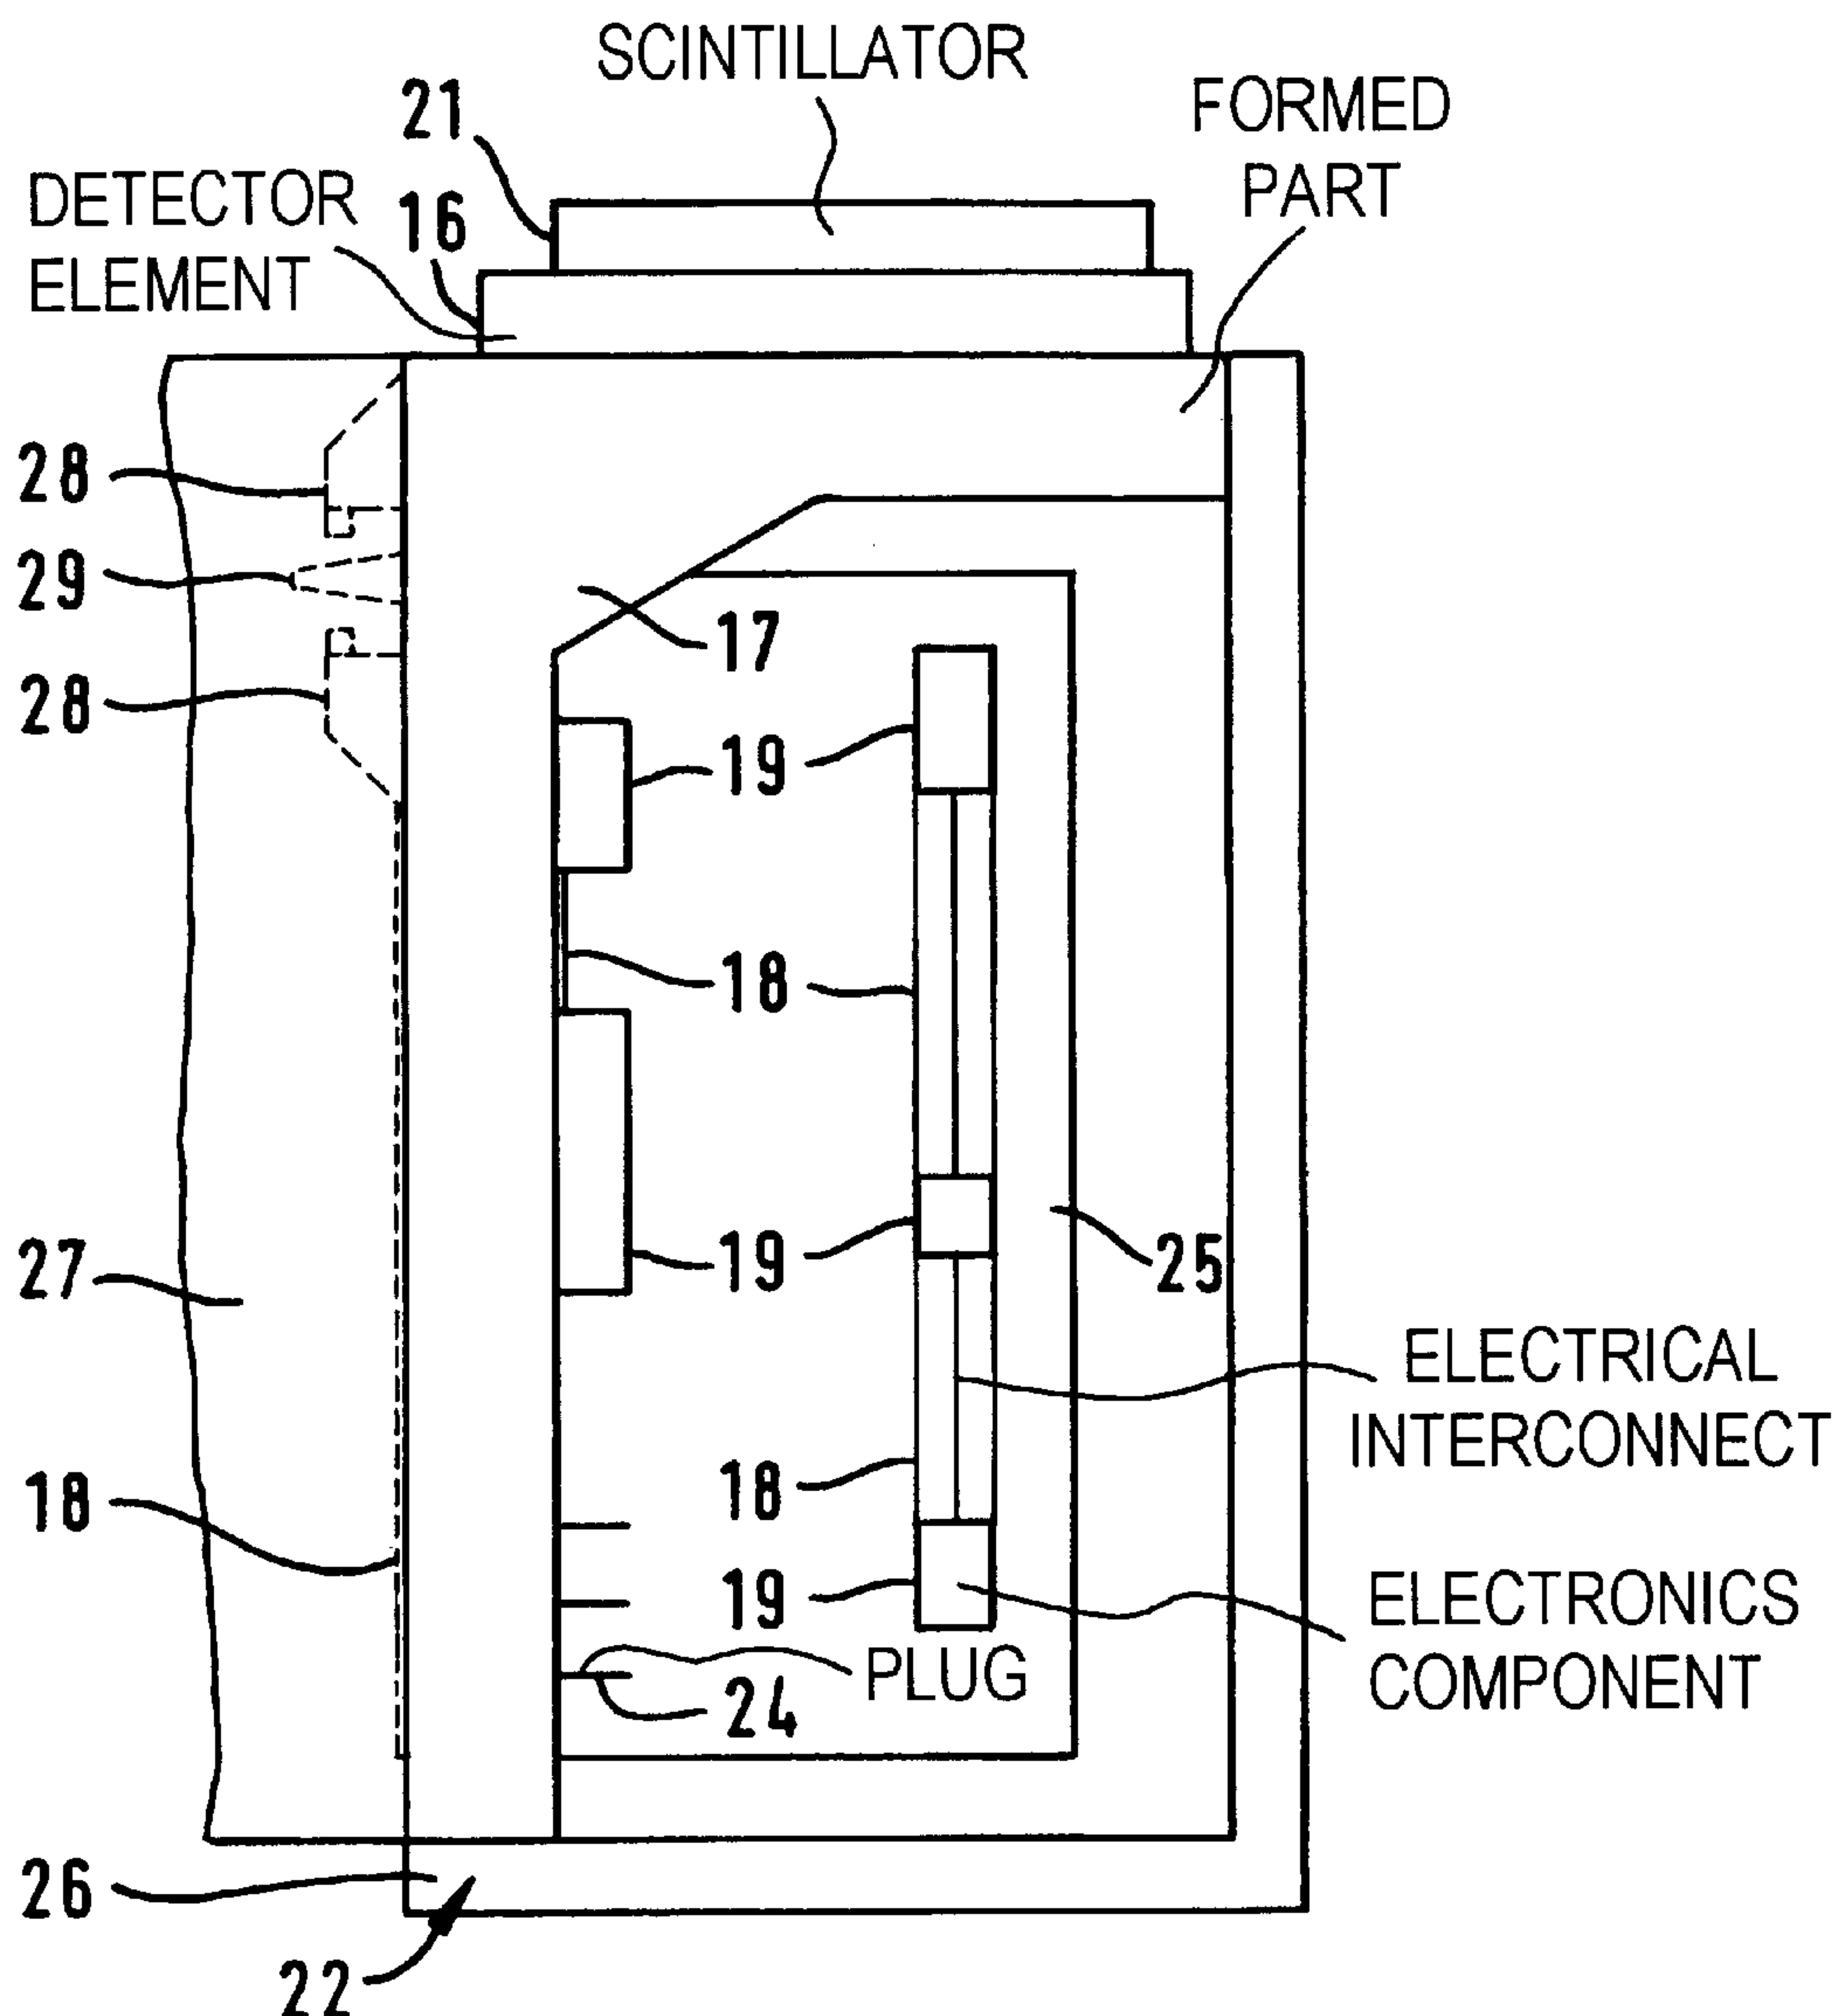 SCINTILLATOR
21
FORMED
PART
DETECTOR
ELEMENT
16
28
29
17
28
19
18
19
25
27
ELECTRICAL
INTERCONNECT
18
18
19
ELECTRONICS
COMPONENT
PLUG
24
26
22